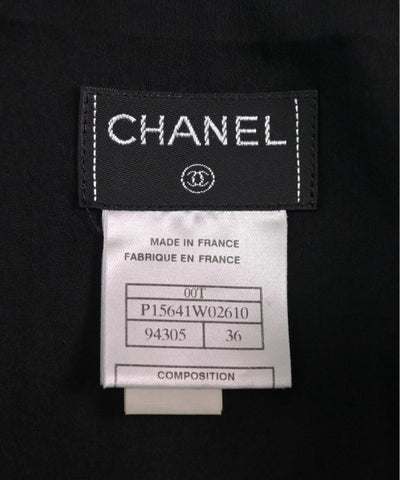 CHANEL
MADE IN FRANCE
FABRIQUE EN FRANCE
00T
P15641W02610
94305 36
COMPOSITION